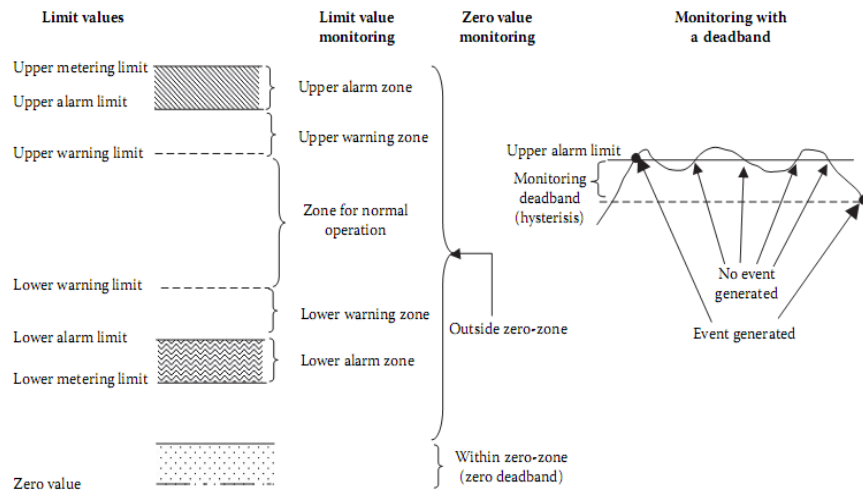 Limit values
Limit value
monitoring
Zero value
monitoring
Monitoring with
a deadband
Upper metering limit
Upper alarm limit
Upper warning limit
Lower warning limit
Lower alarm limit
Lower metering limit
Zero value
Upper alarm zone
Upper warning zone
Zone for normal
operation
Lower warning zone
Lower alarm zone
Outside zero-zone
Within zero-zone
(zero deadband)
Upper alarm limit
Monitoring
deadband
(hysterisis)
No event
generated
Event generated